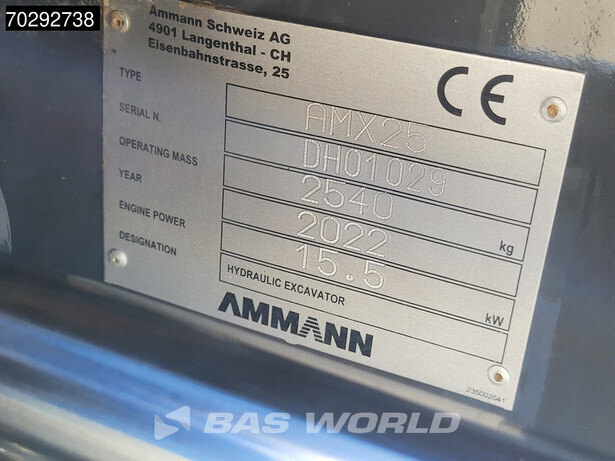 70292738
Ammann Schweiz AG
4901 Langenthal - CH
Eisenbahnstrasse, 25
CE
TYPE AMX25
SERIAL N. DH01029
OPERATING MASS 2540 kg
YEAR 2022
ENGINE POWER 15.5 kW
DESIGNATION HYDRAULIC EXCAVATOR
AMMANN
235002041
BAS WORLD